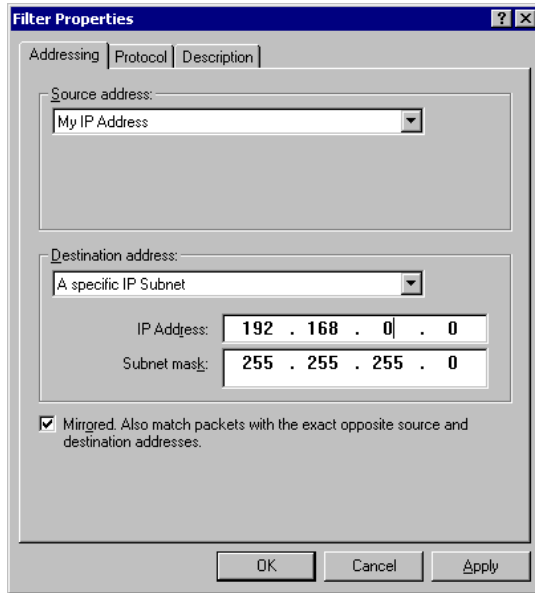 Filter Properties
Addressing Protocol Description
Source address:
My IP Address
Destination address:
A specific IP Subnet
IP Address: 192 . 168 . 0 . 0
Subnet mask: 255 . 255 . 255 . 0
Mirrored. Also match packets with the exact opposite source and
destination addresses.
OK Cancel Apply